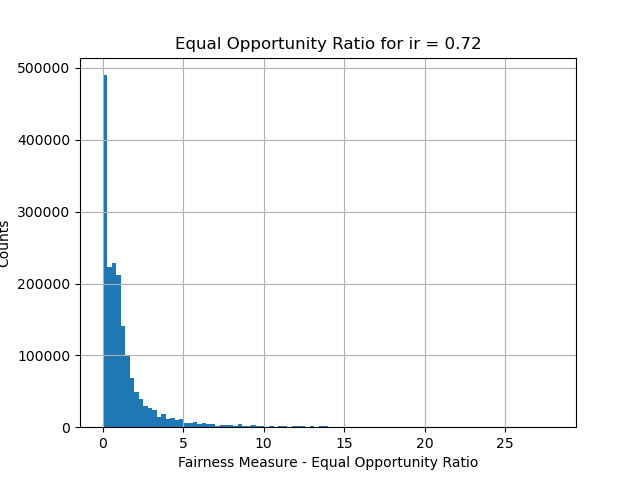 Equal Opportunity Ratio for ir = 0.72
500000
400000
300000
200000
100000
0
Counts
0 5 10 15 20 25
Fairness Measure - Equal Opportunity Ratio